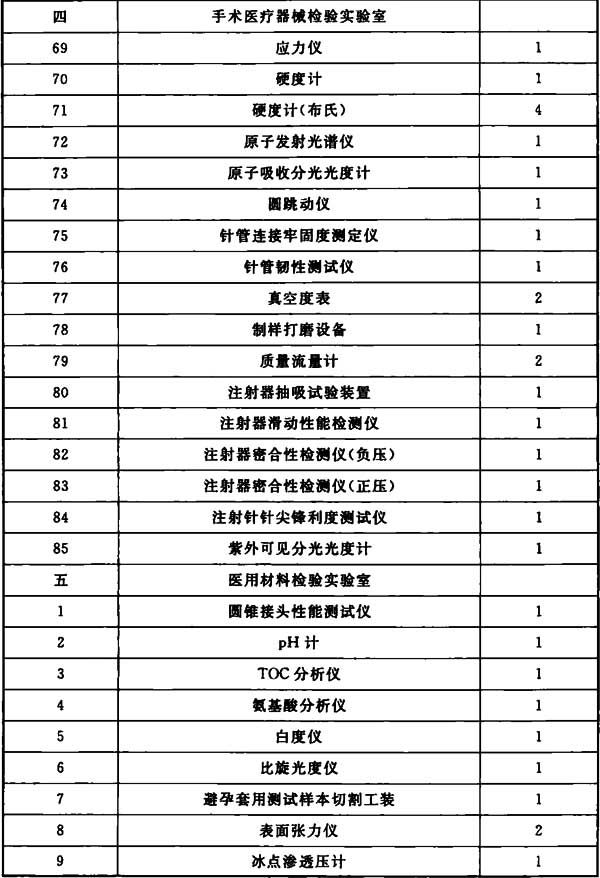 四 手术医疗器械检验实验室
69 应力仪 1
70 硬度计 1
71 硬度计(布氏) 4
72 原子发射光谱仪 1
73 原子吸收分光光度计 1
74 圆跳动仪 1
75 针管连接牢固度测定仪 1
76 针管韧性测试仪 1
77 真空度表 2
78 制样打磨设备 1
79 质量流量计 2
80 注射器抽吸试验装置 1
81 注射器滑动性能检测仪 1
82 注射器密合性检测仪(负压) 1
83 注射器密合性检测仪(正压) 1
84 注射针针尖锋利度测试仪 1
85 紫外可见分光光度计 1
五 医用材料检验实验室
1 圆锥接头性能测试仪 1
2 pH 计 1
3 TOC 分析仪 1
4 氨基酸分析仪 1
5 白度仪 1
6 比旋光度仪 1
7 避孕套用测试样本切割工装 1
8 表面张力仪 2
9 冰点渗透压计 1